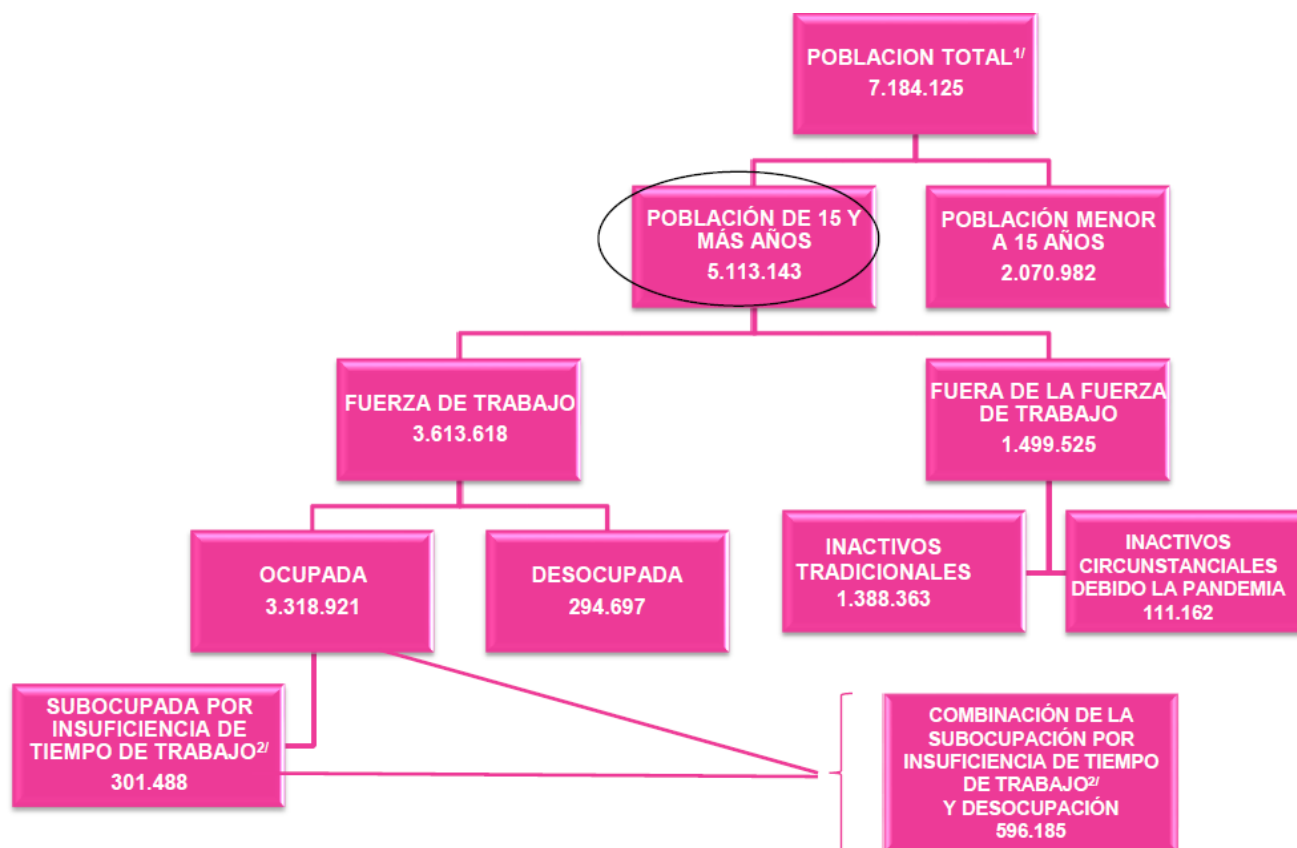 POBLACION TOTAL1/
7.184.125
POBLACIÓN DE 15 Y
MÁS AÑOS
5.113.143
POBLACIÓN MENOR
A 15 AÑOS
2.070.982
FUERZA DE TRABAJO
3.613.618
FUERA DE LA FUERZA
DE TRABAJO
1.499.525
OCUPADA
3.318.921
DESOCUPADA
294.697
INACTIVOS
TRADICIONALES
1.388.363
INACTIVOS
CIRCUNSTANCIALES
DEBIDO LA PANDEMIA
111.162
SUBOCUPADA POR
INSUFICIENCIA DE
TIEMPO DE TRABAJO2/
301.488
COMBINACIÓN DE LA
SUBOCUPACIÓN POR
INSUFICIENCIA DE TIEMPO
DE TRABAJO2/
Y DESOCUPACIÓN
596.185